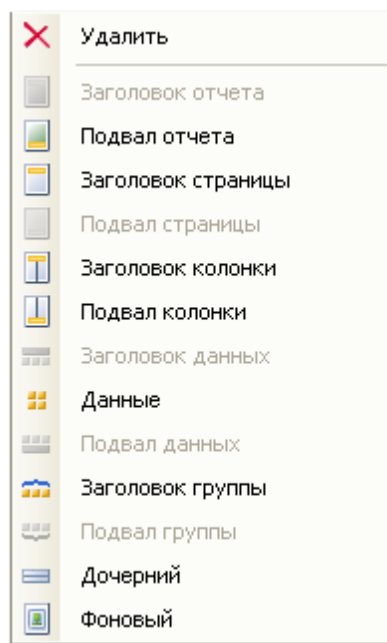 Удалить
Заголовок отчета
Подвал отчета
Заголовок страницы
Подвал страницы
Заголовок колонки
Подвал колонки
Заголовок данных
Данные
Подвал данных
Заголовок группы
Подвал группы
Дочерний
Фоновый